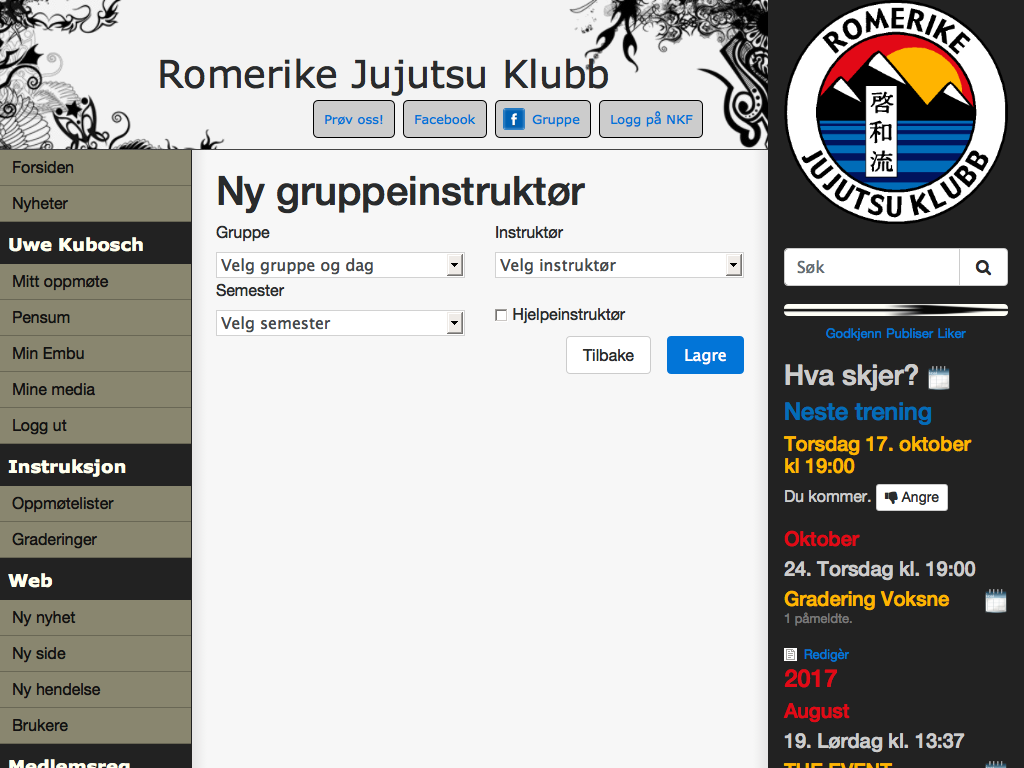 Romerike Jujutsu Klubb
Prøv oss!
Facebook
Gruppe
Logg på NKF
Forsiden
Nyheter
Uwe Kubosch
Mitt oppmøte
Pensum
Min Embu
Mine media
Logg ut
Instruksjon
Oppmøtelister
Graderinger
Web
Ny nyhet
Ny side
Ny hendelse
Brukere
Medlemsreg
Ny gruppeinstruktør
Gruppe
Velg gruppe og dag
Instruktør
Velg instruktør
Semester
Velg semester
Hjelpeinstruktør
Tilbake
Lagre
ROMERIKE
啓和流
JUJUTSU KLUBB
Søk
Godkjenn Publiser Liker
Hva skjer?
Neste trening
Torsdag 17. oktober
kl 19:00
Du kommer.
Angre
Oktober
24. Torsdag kl. 19:00
Gradering Voksne
1 påmeldte.
Redigèr
2017
August
19. Lørdag kl. 13:37
THE EVENT